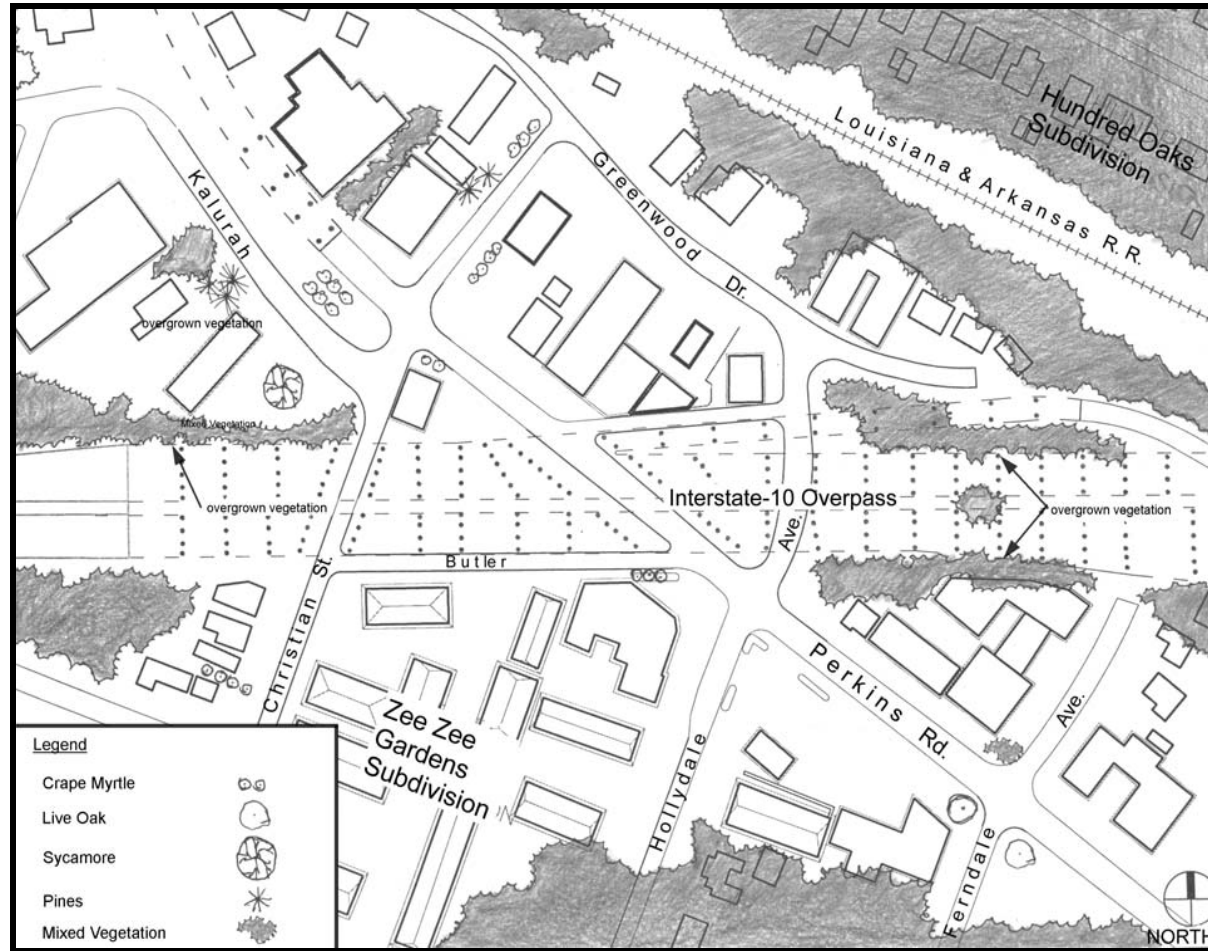 Hundred Oaks
Subdivision
Louisiana & Arkansas R.R.
Greenwood
Dr.
Kalurah
overgrown vegetation
Mixed Vegetation
overgrown vegetation
Interstate-10 Overpass
overgrown vegetation
Ave.
Butler
Christian St.
Perkins Rd.
Ave.
Zee Zee
Gardens
Subdivision
Hollydale
Ferndale
NORTH
Legend
Crape Myrtle
Live Oak
Sycamore
Pines
Mixed Vegetation